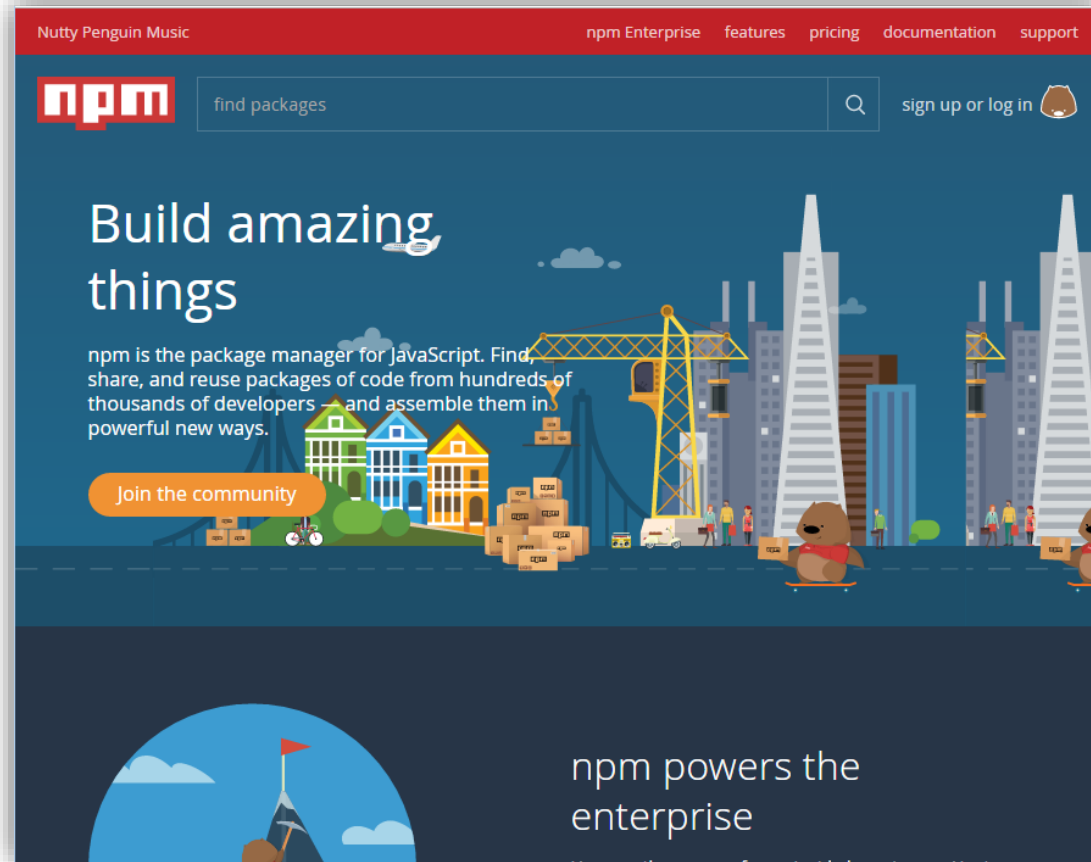 Nutty Penguin Music
npm Enterprise features pricing documentation support
npm
find packages
sign up or log in
Build amazing
things
npm is the package manager for JavaScript. Find,
share, and reuse packages of code from hundreds of
thousands of developers — and assemble them in
powerful new ways.
Join the community
npm powers the
enterprise